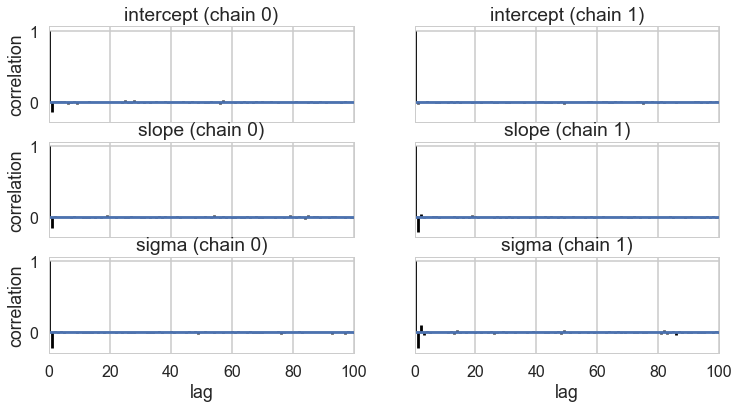 intercept (chain 0)
intercept (chain 1)
1
correlation
0
slope (chain 0)
slope (chain 1)
1
correlation
0
sigma (chain 0)
sigma (chain 1)
1
correlation
0
0 20 40 60 80 100
0 20 40 60 80 100
lag
lag